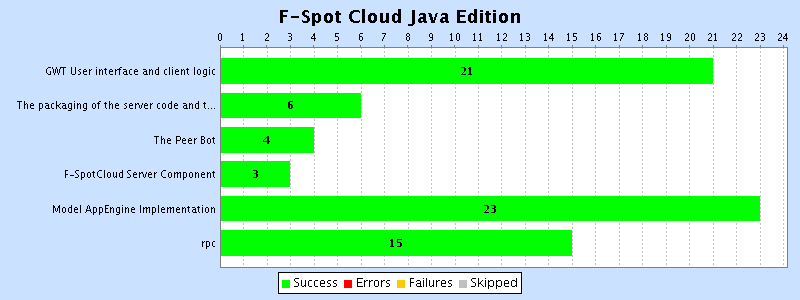 F-Spot Cloud Java Edition
0 1 2 3 4 5 6 7 8 9 10 11 12 13 14 15 16 17 18 19 20 21 22 23 24
GWT User interface and client logic 21
The packaging of the server code and t... 6
The Peer Bot 4
F-SpotCloud Server Component 3
Model AppEngine Implementation 23
rpc 15
Success Errors Failures Skipped